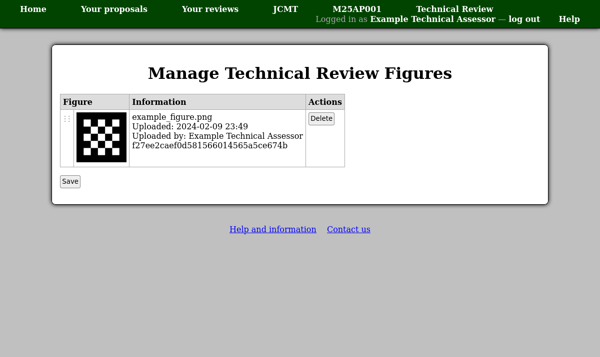 Home Your proposals Your reviews JCMT M25AP001 Technical Review
Logged in as Example Technical Assessor — log out Help
Manage Technical Review Figures
Figure Information Actions
example_figure.png Delete
Uploaded: 2024-02-09 23:49
Uploaded by: Example Technical Assessor
f27ee2caef0d581566014565a5ce674b
Save
Help and information Contact us